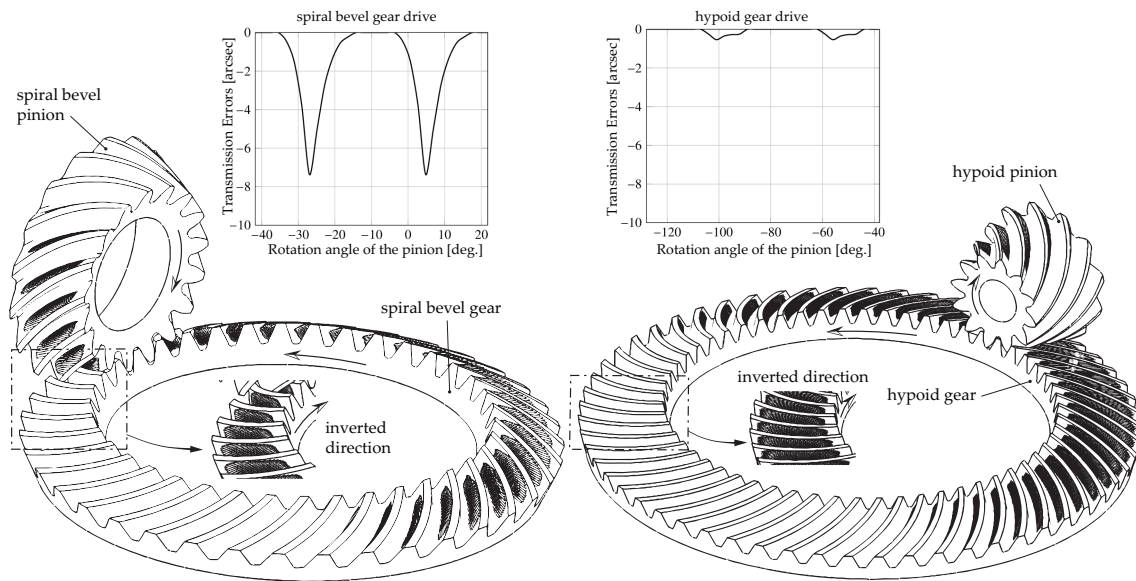 spiral bevel gear drive
0
−2
−4
−6
−8
−10
Transmission Errors [arcsec]
−40
−20
0
20
Rotation angle of the pinion [deg.]
hypoid gear drive
0
−2
−4
−6
−8
−10
Transmission Errors [arcsec]
−120
−100
−80
−60
−40
Rotation angle of the pinion [deg.]
spiral bevel
pinion
hypoid pinion
spiral bevel gear
inverted
direction
inverted direction
hypoid gear